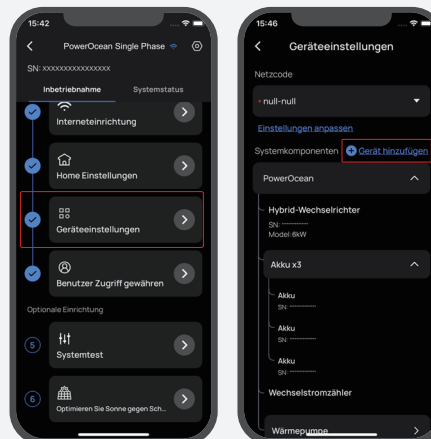 15:42
PowerOcean Single Phase
SN: xxxxxxxxxxxxxxxx
Inbetriebnahme
Systemstatus
Interneteinrichtung
Home Einstellungen
Geräteeinstellungen
Benutzer Zugriff gewähren
Optionale Einrichtung
5
Systemtest
6
Optimieren Sie Sonne gegen Sch...
15:46
Geräteeinstellungen
Netzcode
* null-null
Einstellungen anpassen
Systemkomponenten
Gerät hinzufügen
PowerOcean
Hybrid-Wechselrichter
SN:
Model:6kW
Akku x3
Akku
SN:
Akku
SN:
Akku
SN:
Wechselstromzähler
Wärmepumpe